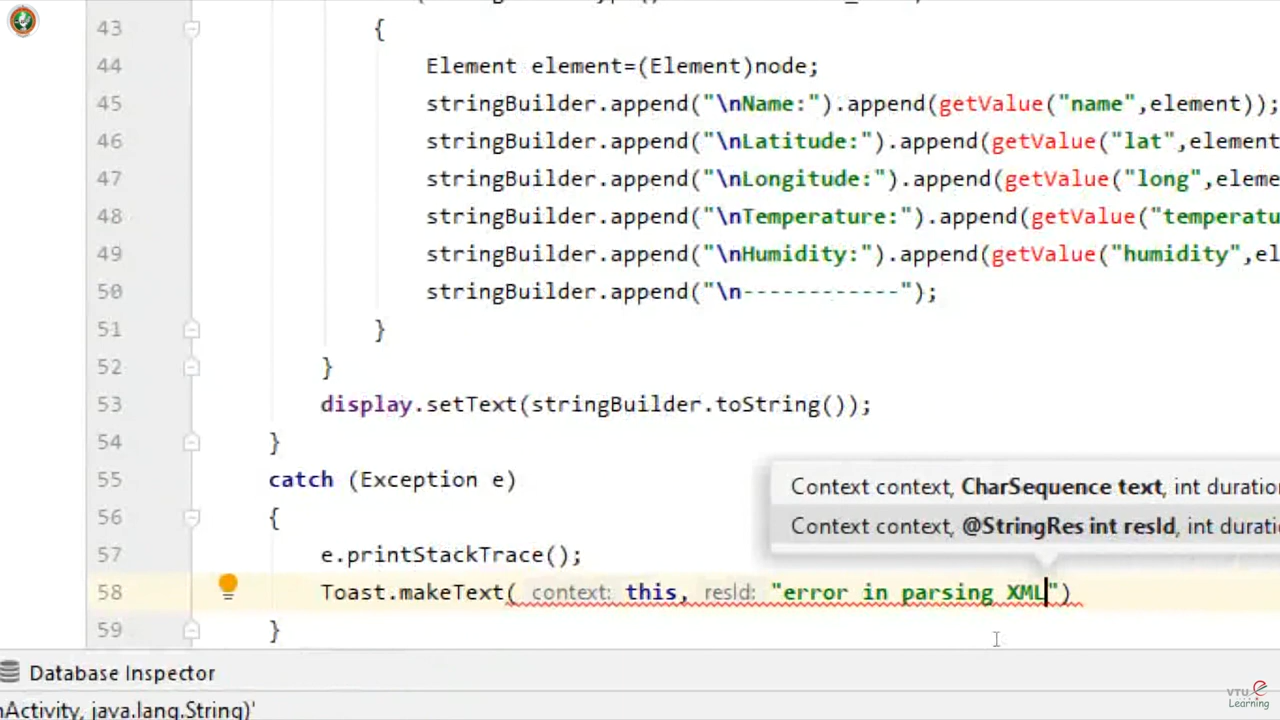 43 {
44 Element element=(Element)node;
45 stringBuilder.append("\nName:").append(getValue("name",element));
46 stringBuilder.append("\nLatitude:").append(getValue("lat",element
47 stringBuilder.append("\nLongitude:").append(getValue("long",eleme
48 stringBuilder.append("\nTemperature:").append(getValue("temperatu
49 stringBuilder.append("\nHumidity:").append(getValue("humidity",el
50 stringBuilder.append("\n------------");
51 }
52 }
53 display.setText(stringBuilder.toString());
54 }
55 catch (Exception e)
Context context, CharSequence text, int duration
56 {
Context context, @StringRes int resId, int durati
57 e.printStackTrace();
58 Toast.makeText( context: this, resId: "error in parsing XML")
59 }
Database Inspector
nActivity, java.lang.String)'
VTU e
Learning